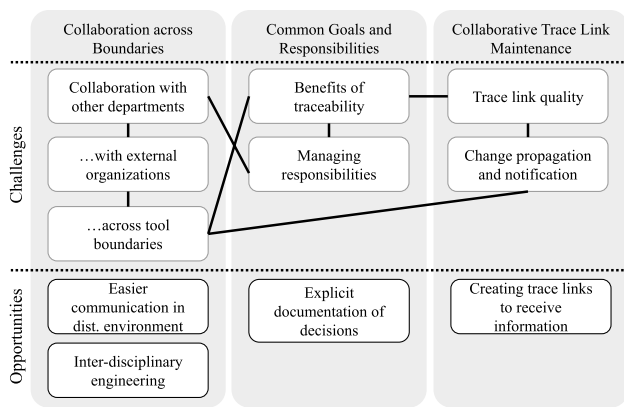 Collaboration across
Boundaries
Common Goals and
Responsibilities
Collaborative Trace Link
Maintenance
Challenges
Collaboration with
other departments
…with external
organizations
…across tool
boundaries
Benefits of
traceability
Managing
responsibilities
Trace link quality
Change propagation
and notification
Opportunities
Easier
communication in
dist. environment
Inter-disciplinary
engineering
Explicit
documentation of
decisions
Creating trace links
to receive
information